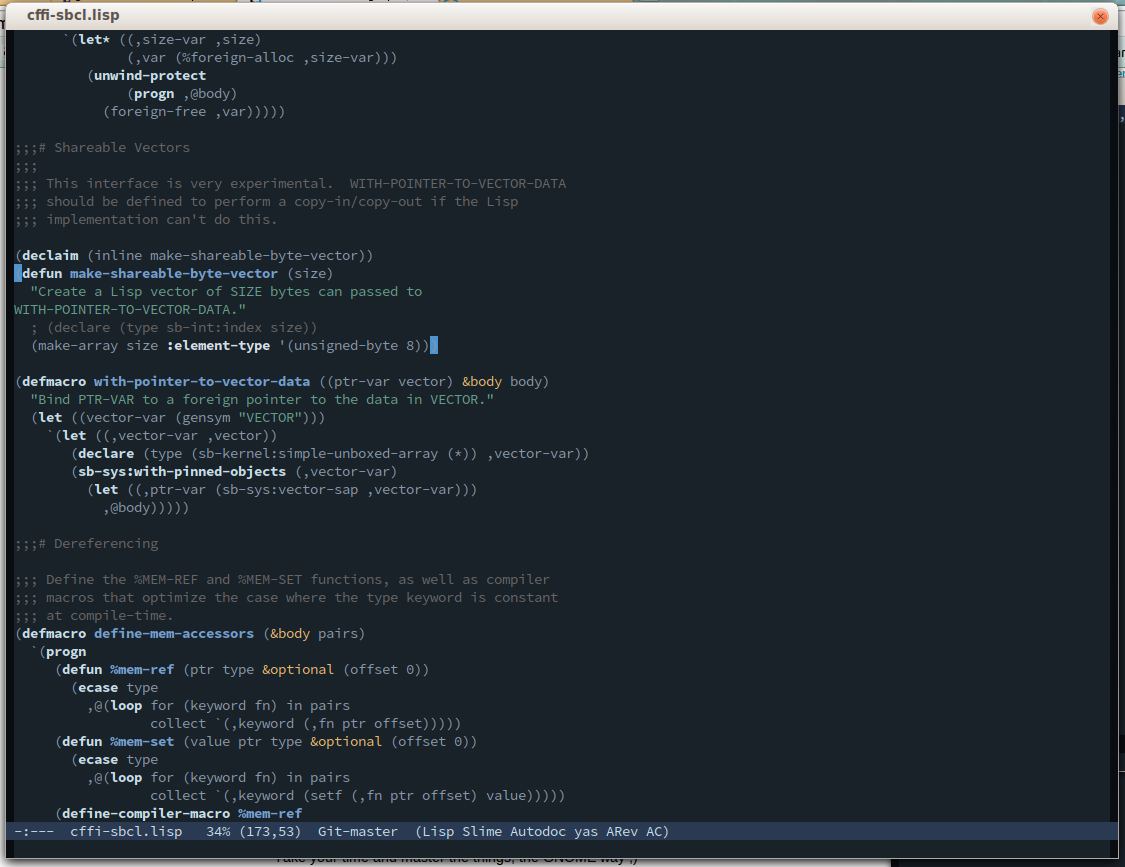 cffi-sbcl.lisp
`(let* ((,size-var ,size)
(,var (%foreign-alloc ,size-var)))
(unwind-protect
(progn ,@body)
(foreign-free ,var)))))
;;;# Shareable Vectors
;;;
;;; This interface is very experimental.  WITH-POINTER-TO-VECTOR-DATA
;;; should be defined to perform a copy-in/copy-out if the Lisp
;;; implementation can't do this.
(declaim (inline make-shareable-byte-vector))
(defun make-shareable-byte-vector (size)
"Create a Lisp vector of SIZE bytes can passed to
WITH-POINTER-TO-VECTOR-DATA."
; (declare (type sb-int:index size))
(make-array size :element-type '(unsigned-byte 8)))
(defmacro with-pointer-to-vector-data ((ptr-var vector) &body body)
"Bind PTR-VAR to a foreign pointer to the data in VECTOR."
(let ((vector-var (gensym "VECTOR")))
`(let ((,vector-var ,vector))
(declare (type (sb-kernel:simple-unboxed-array (*)) ,vector-var))
(sb-sys:with-pinned-objects (,vector-var)
(let ((,ptr-var (sb-sys:vector-sap ,vector-var)))
,@body)))))
;;;# Dereferencing
;;; Define the %MEM-REF and %MEM-SET functions, as well as compiler
;;; macros that optimize the case where the type keyword is constant
;;; at compile-time.
(defmacro define-mem-accessors (&body pairs)
`(progn
(defun %mem-ref (ptr type &optional (offset 0))
(ecase type
,@(loop for (keyword fn) in pairs
collect `(,keyword (,fn ptr offset)))))
(defun %mem-set (value ptr type &optional (offset 0))
(ecase type
,@(loop for (keyword fn) in pairs
collect `(,keyword (setf (,fn ptr offset) value)))))
(define-compiler-macro %mem-ref
-:---  cffi-sbcl.lisp   34% (173,53)  Git-master  (Lisp Slime Autodoc yas ARev AC)
Take your time and master the things, the GNOME way ;)